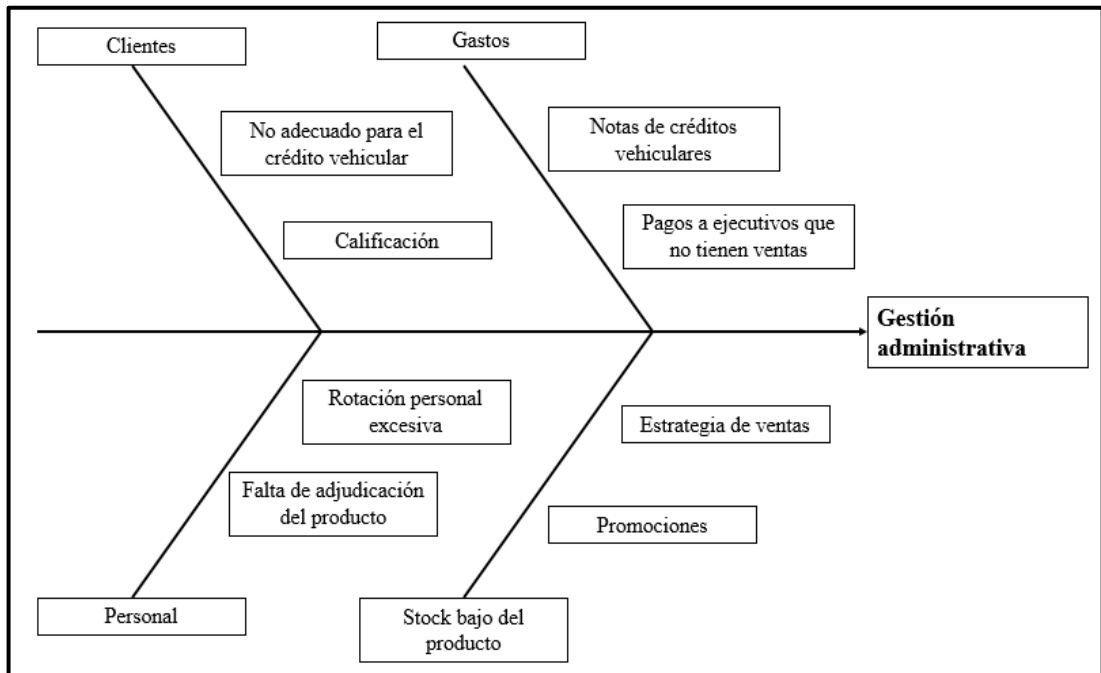 Clientes
Gastos
No adecuado para el
crédito vehicular
Notas de créditos
vehiculares
Calificación
Pagos a ejecutivos que
no tienen ventas
Gestión
administrativa
Rotación personal
excesiva
Estrategia de ventas
Falta de adjudicación
del producto
Promociones
Personal
Stock bajo del
producto